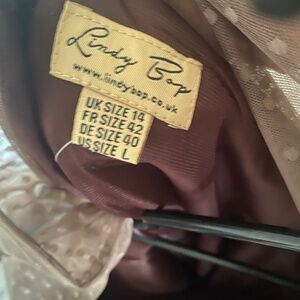 Lindy Bop
www.lindybop.co.uk
UK SIZE 14
FR SIZE 42
DE SIZE 40
US SIZE L